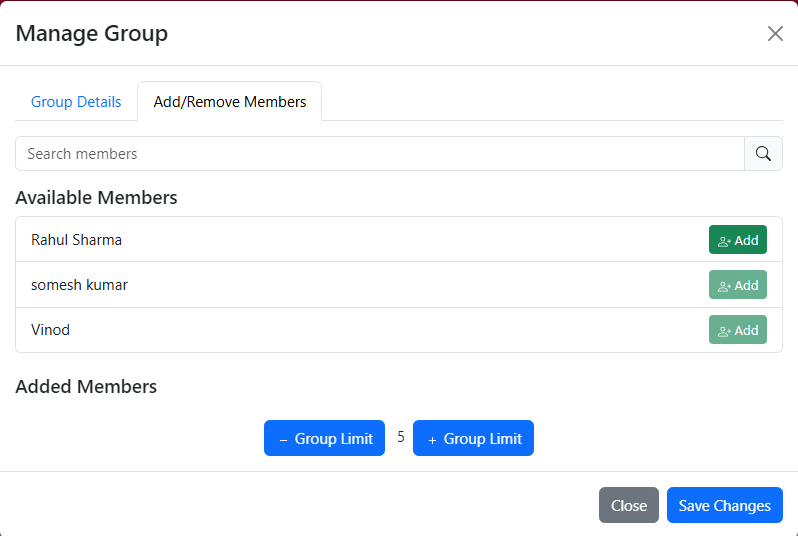 Manage Group
Group Details Add/Remove Members
Search members
Available Members
Rahul Sharma Add
somesh kumar Add
Vinod Add
Added Members
− Group Limit 5 + Group Limit
Close Save Changes